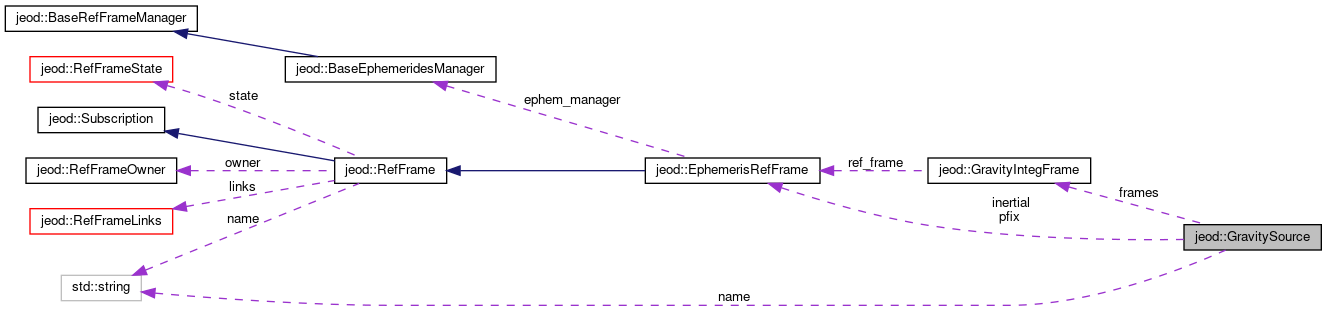 jeod::BaseRefFrameManager
jeod::RefFrameState
jeod::BaseEphemeridesManager
state
ephem_manager
jeod::Subscription
jeod::RefFrameOwner
owner
jeod::RefFrame
jeod::EphemerisRefFrame
ref_frame
jeod::GravityIntegFrame
links
frames
name
inertial
pfix
jeod::RefFrameLinks
jeod::GravitySource
std::string
name